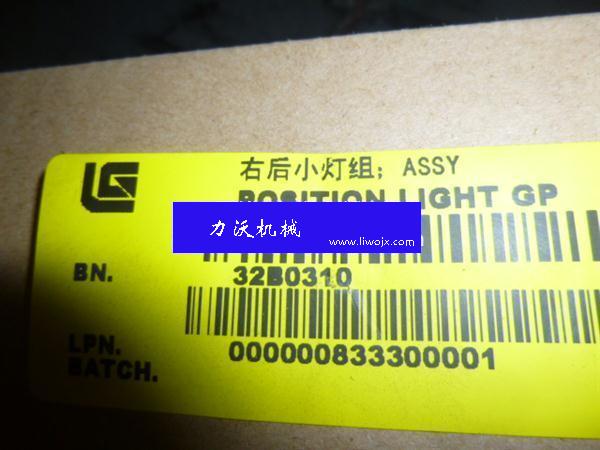 右后小灯组; ASSY
POSITION LIGHT GP
力沃机械
www.liwojx.com
BN.
32B0310
LPN.
000000833300001
BATCH.